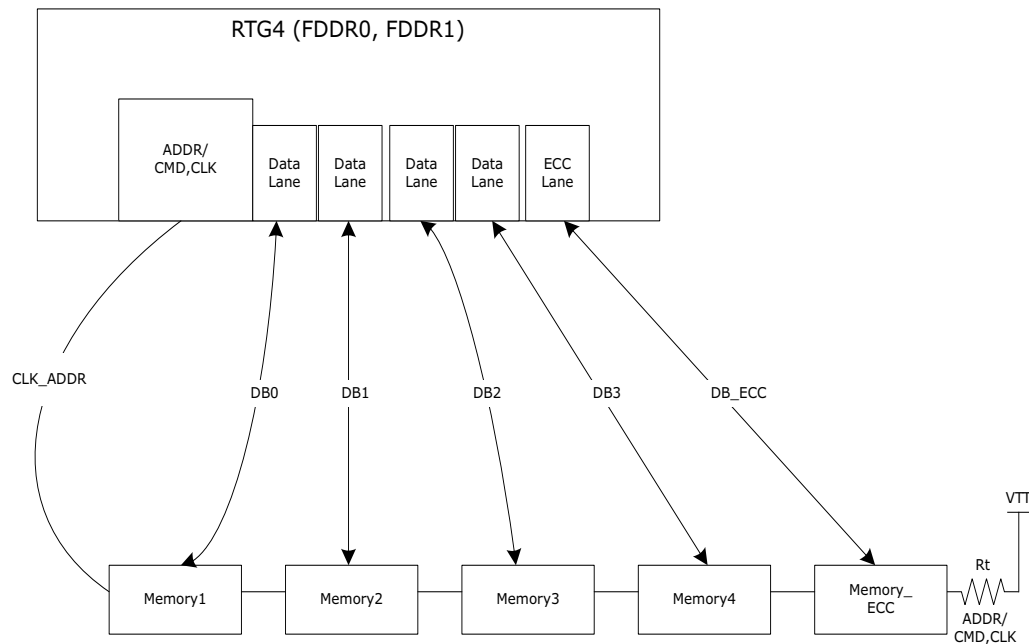 RTG4 (FDDR0, FDDR1)
ADDR/
CMD,CLK
Data
Lane
Data
Lane
Data
Lane
Data
Lane
ECC
Lane
CLK_ADDR
DB0
DB1
DB2
DB3
DB_ECC
VTT
Rt
Memory1
Memory2
Memory3
Memory4
Memory_
ECC
ADDR/
CMD,CLK